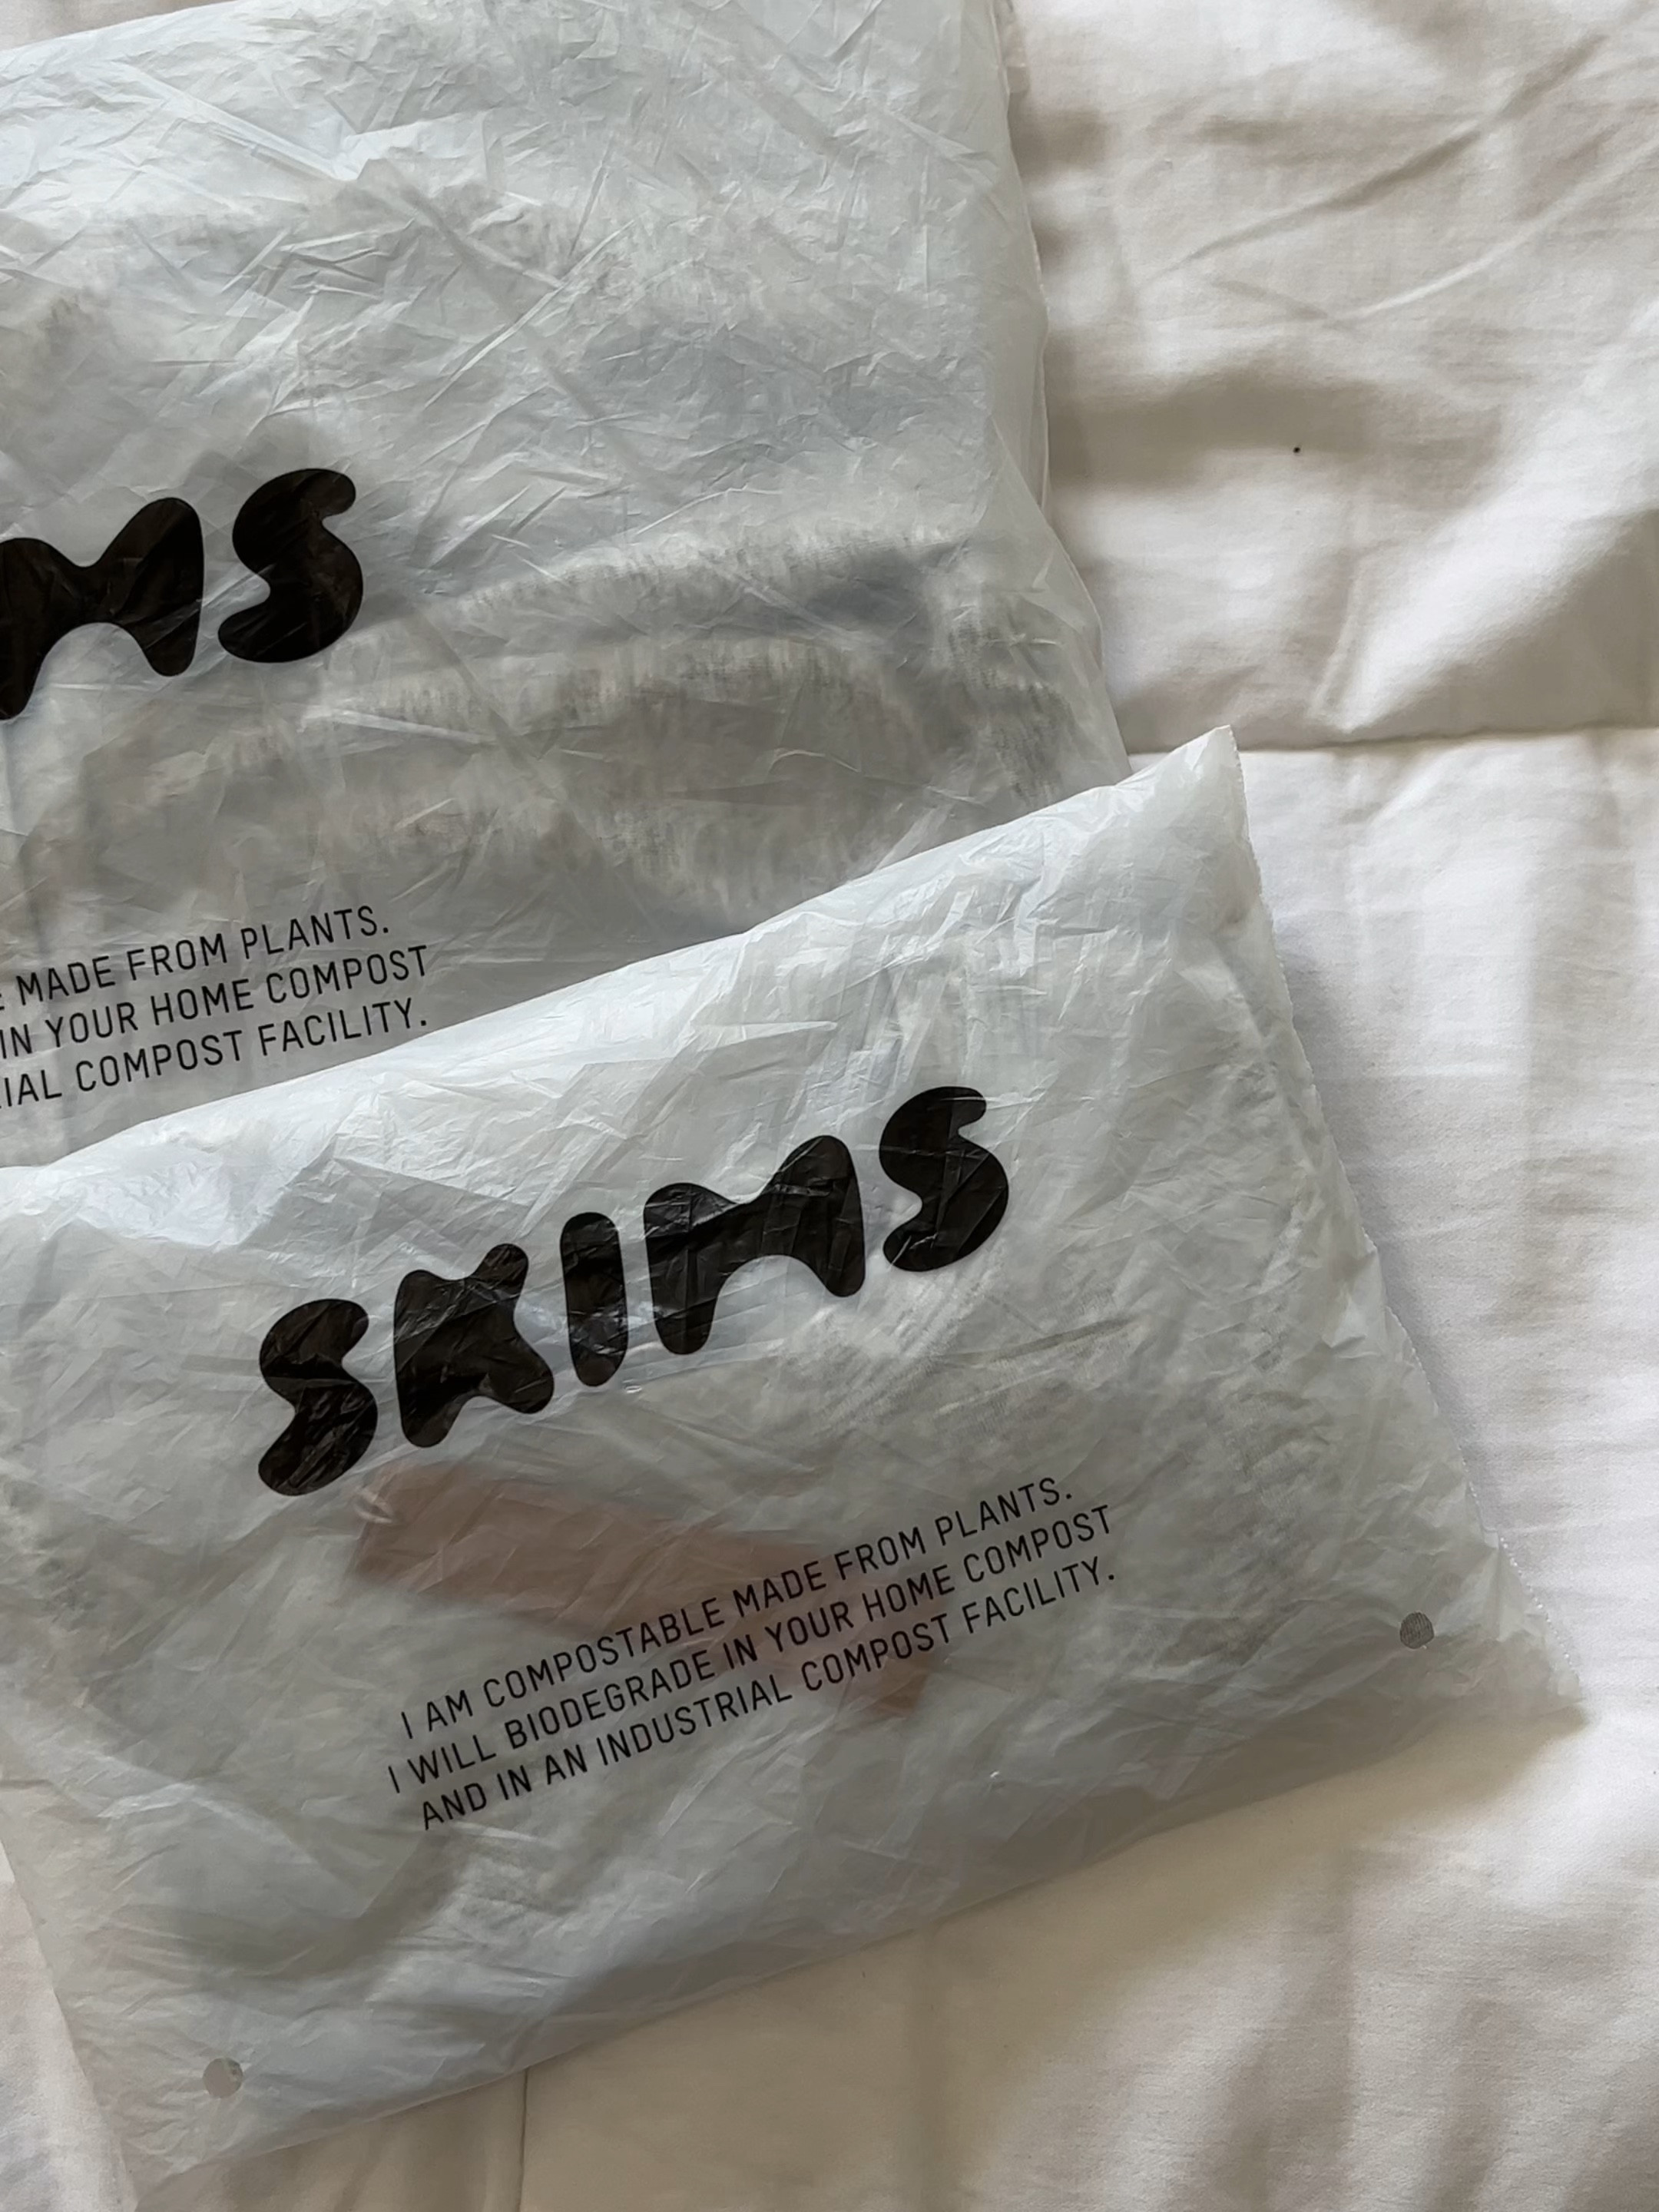 MS
MADE FROM PLANTS.
IN YOUR HOME COMPOST
COMPOST FACILITY.
SKIMS
I AM COMPOSTABLE MADE FROM PLANTS.
I WILL BIODEGRADE IN YOUR HOME COMPOST
AND IN AN INDUSTRIAL COMPOST FACILITY.